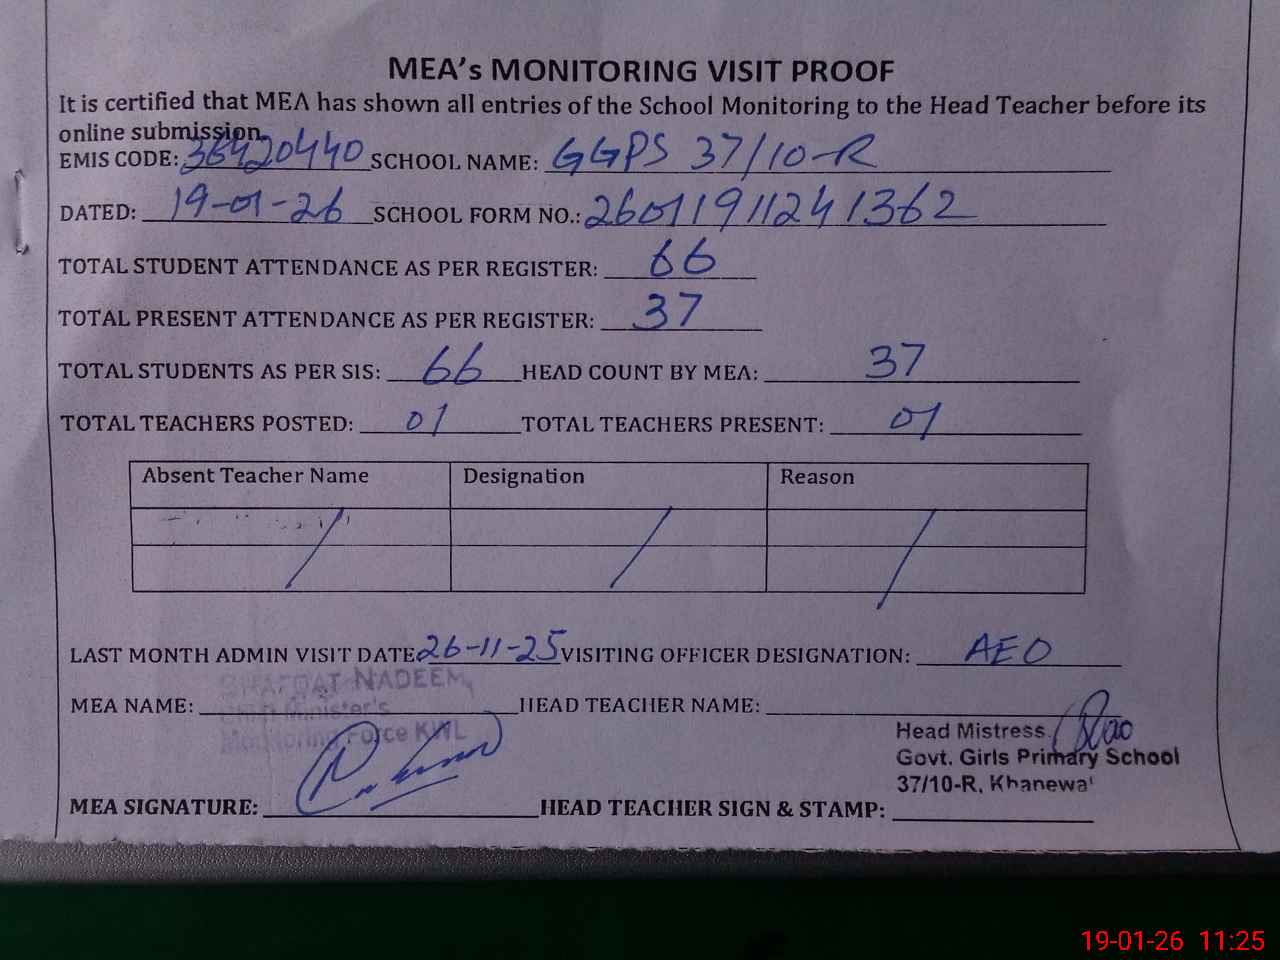 MEA's MONITORING VISIT PROOF
It is certified that MEA has shown all entries of the School Monitoring to the Head Teacher before its
online submission.
EMIS CODE: 36420440 SCHOOL NAME: GGPS 37/10-R
DATED: 19-01-26 SCHOOL FORM NO.: 26011911241362
TOTAL STUDENT ATTENDANCE AS PER REGISTER: 66
TOTAL PRESENT ATTENDANCE AS PER REGISTER: 37
TOTAL STUDENTS AS PER SIS: 66 HEAD COUNT BY MEA: 37
TOTAL TEACHERS POSTED: 01 TOTAL TEACHERS PRESENT: 01
Absent Teacher Name Designation Reason
LAST MONTH ADMIN VISIT DATE 26-11-25 VISITING OFFICER DESIGNATION: AEO
NADEEM
MEA NAME: HEAD TEACHER NAME:
Chief Minister's
Monitoring Force KWL
Head Mistress
Govt. Girls Primary School
37/10-R, Khanewal
MEA SIGNATURE: HEAD TEACHER SIGN & STAMP:
19-01-26 11:25